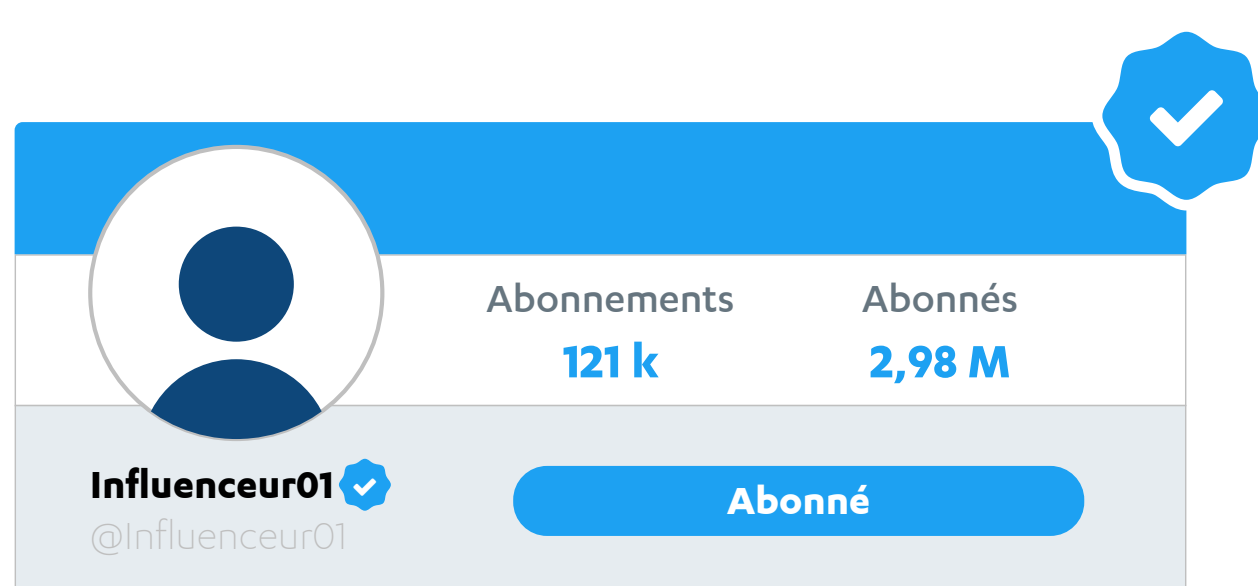 Abonnements
Abonnés
121 k
2,98 M
Influenceur01
@Influenceur01
Abonné